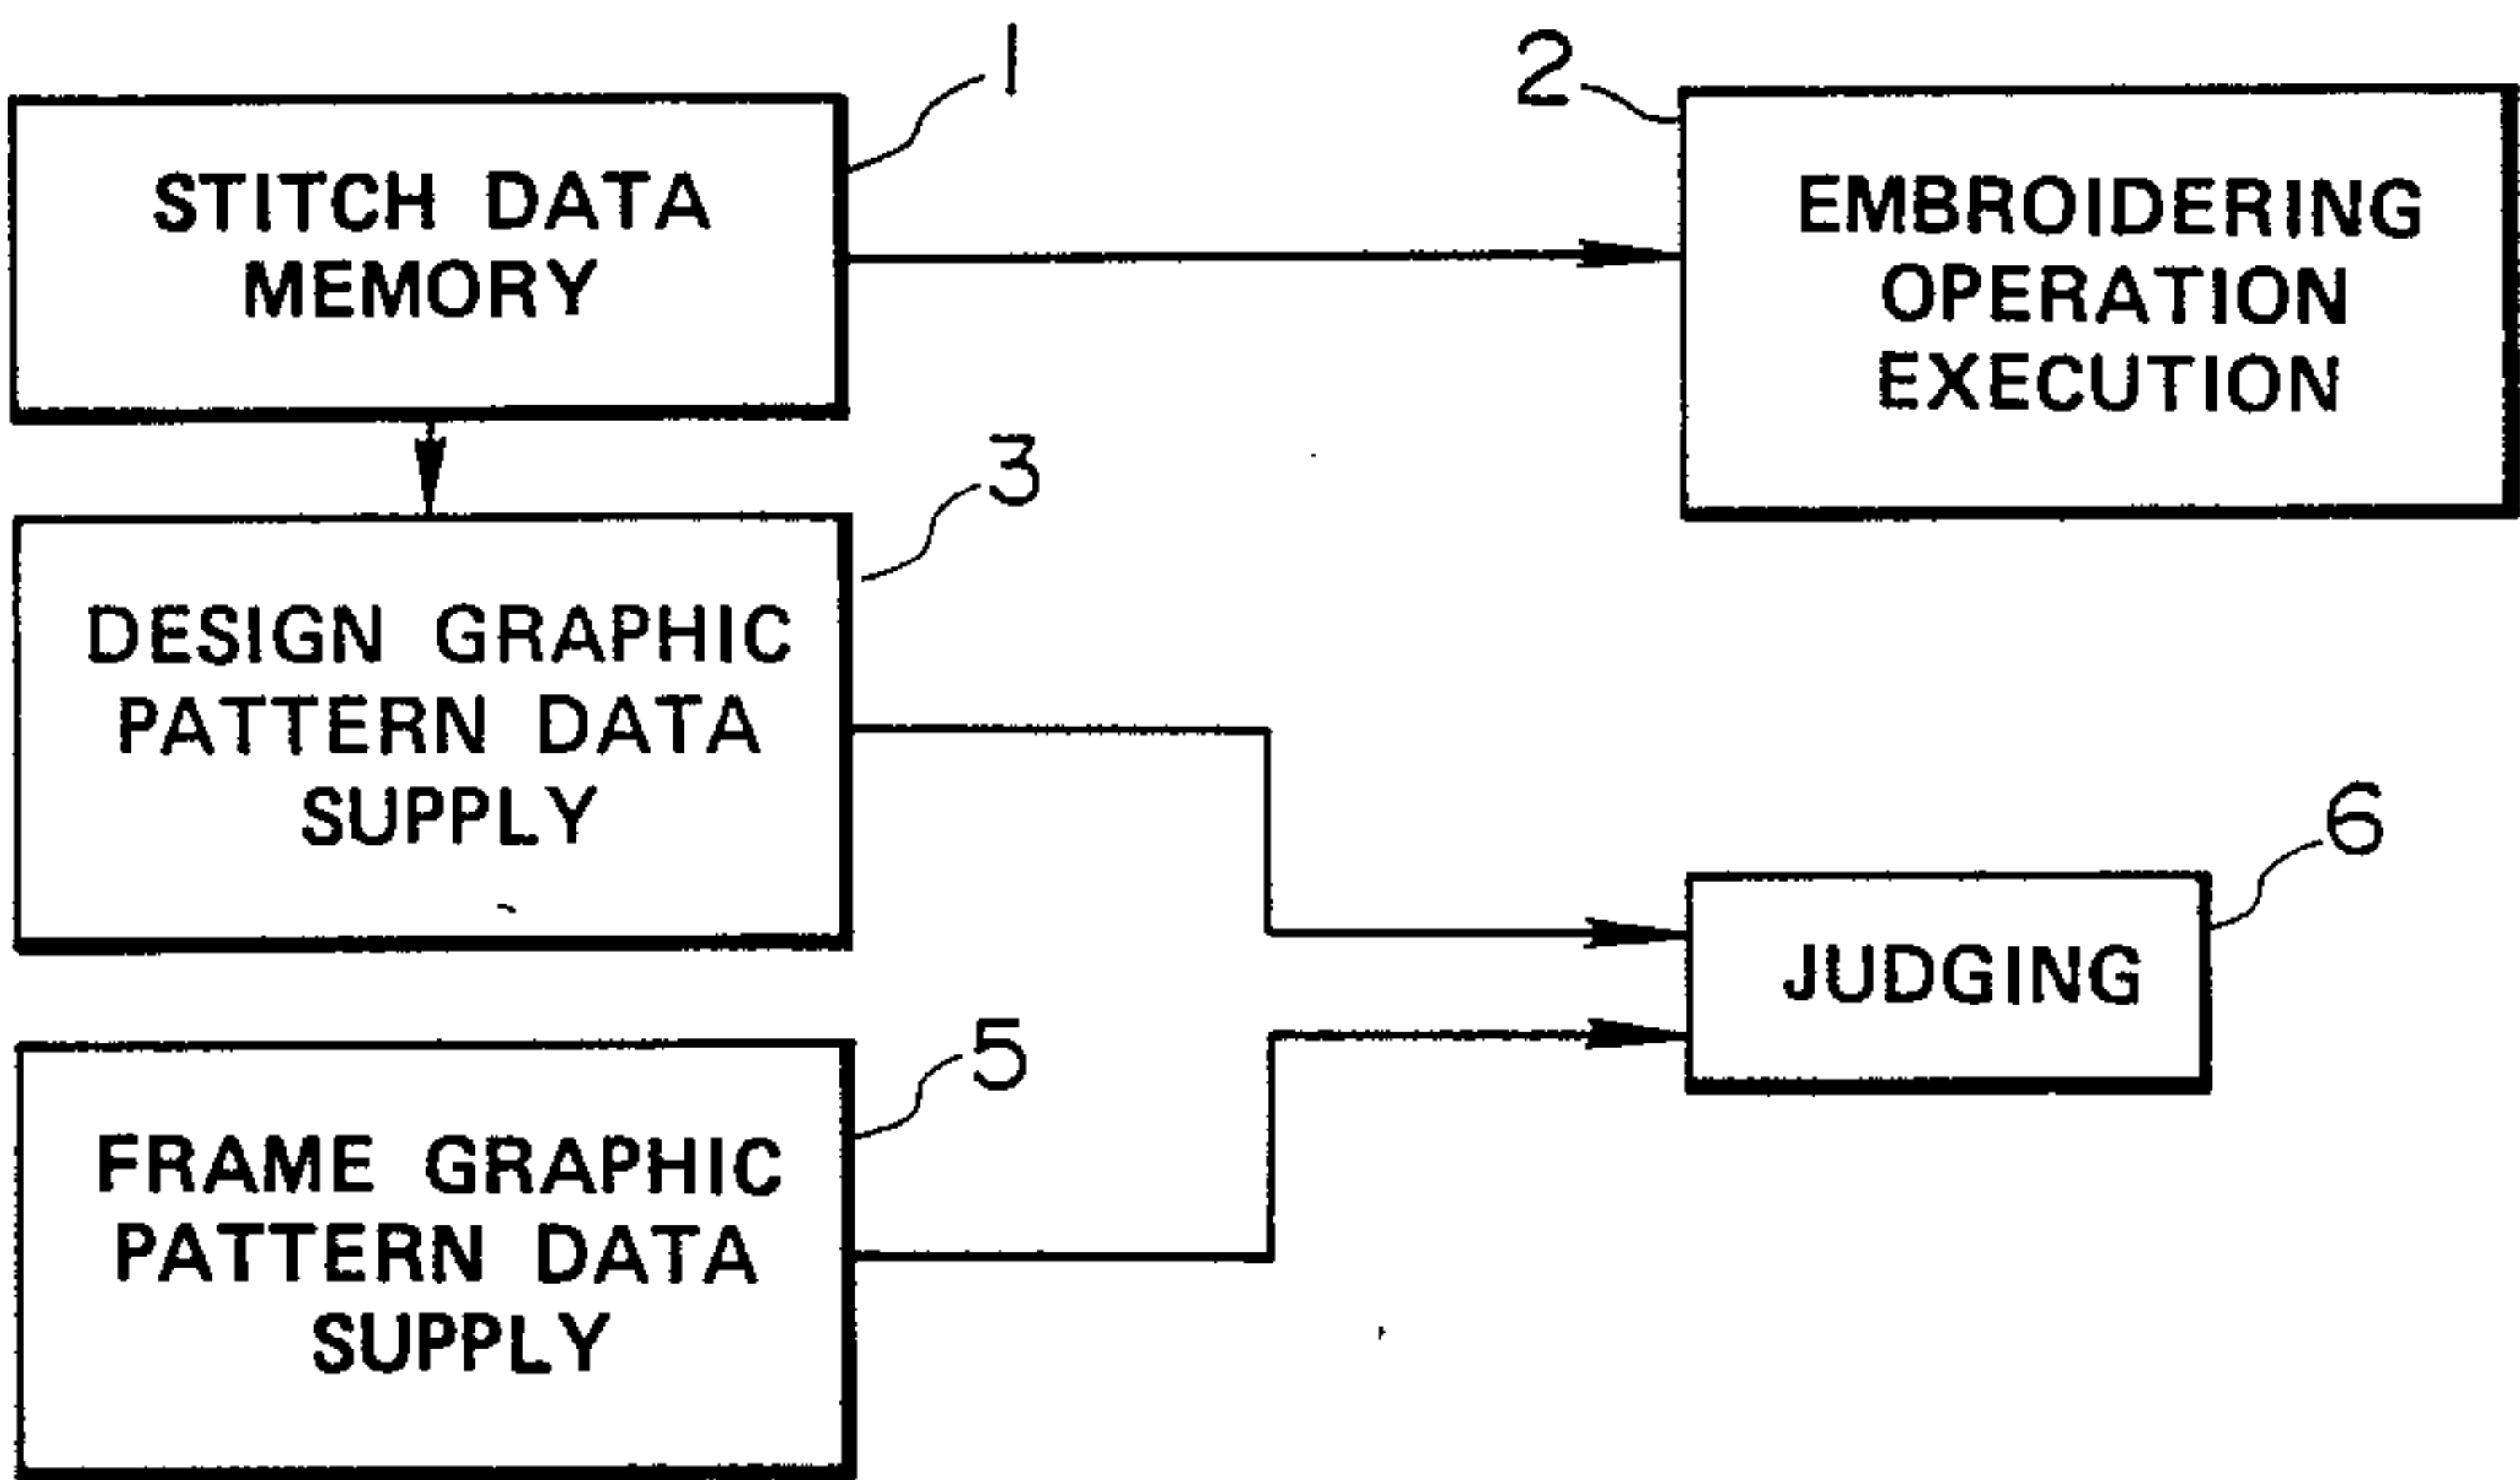 1
STITCH DATA
MEMORY
2
EMBROIDERING
OPERATION
EXECUTION
3
DESIGN GRAPHIC
PATTERN DATA
SUPPLY
6
JUDGING
5
FRAME GRAPHIC
PATTERN DATA
SUPPLY